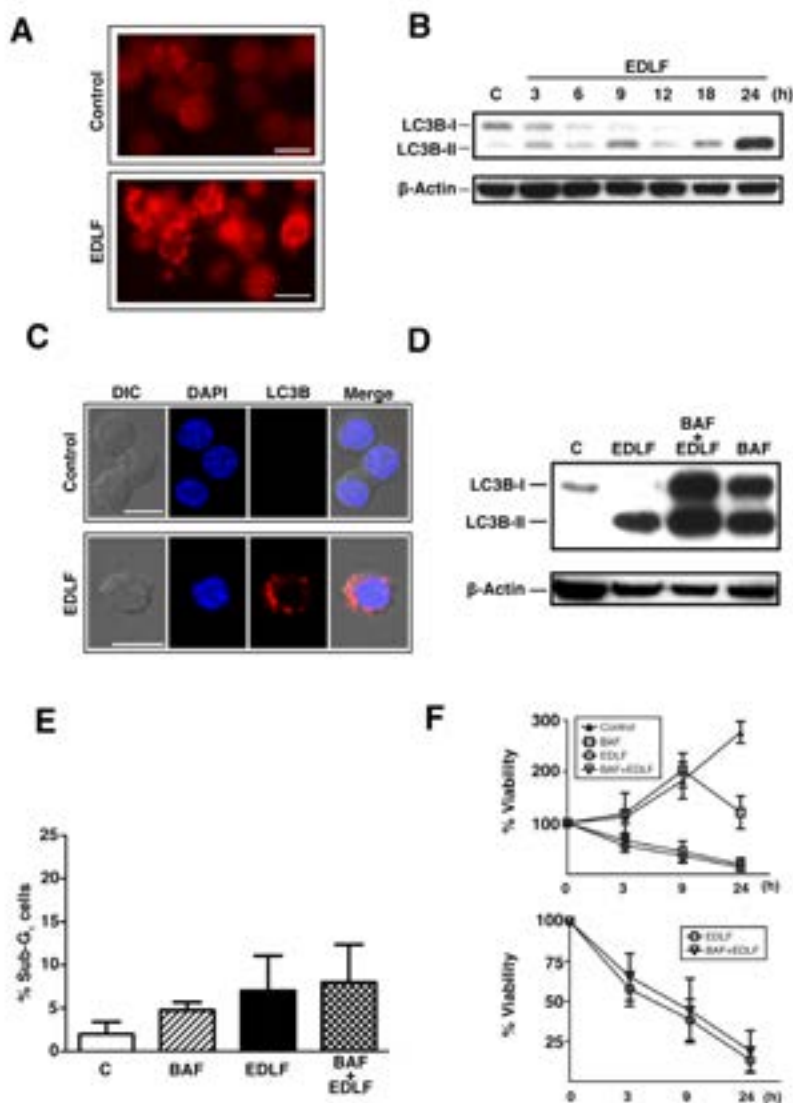 A
Control
EDLF
B
EDLF
C 3 6 9 12 18 24 (h)
LC3B-I
LC3B-II
β-Actin
C
DIC DAPI LC3B Merge
Control
EDLF
D
C EDLF BAF + EDLF BAF
LC3B-I
LC3B-II
β-Actin
E
% Sub-G₁ cells
25
20
15
10
5
0
C BAF EDLF BAF + EDLF
F
% Viability
300
200
100
Control
BAF
EDLF
BAF+EDLF
0 3 9 24 (h)
% Viability
100
75
50
25
EDLF
BAF+EDLF
0 3 9 24 (h)